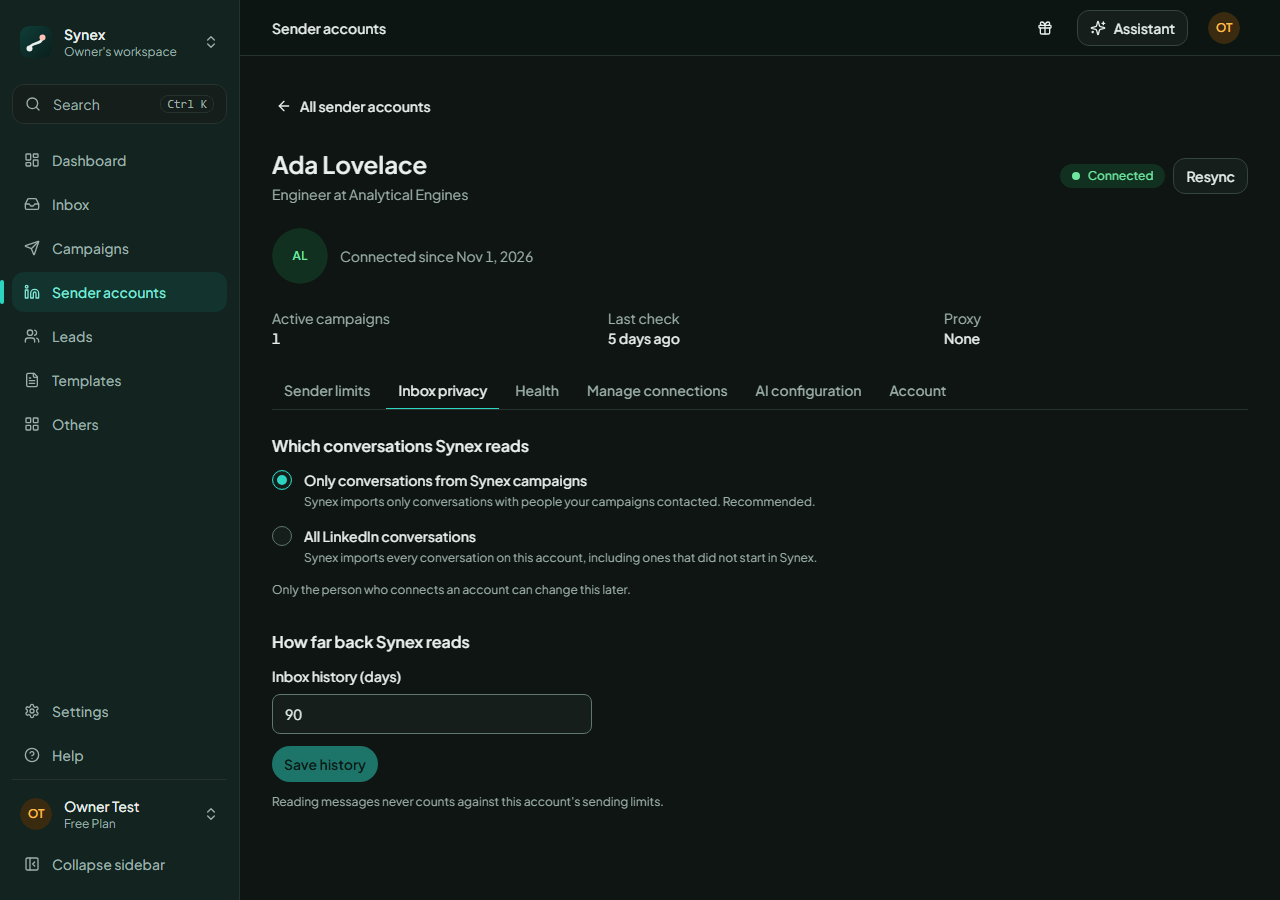 Synex
Owner's workspace
Search
Ctrl K
Dashboard
Inbox
Campaigns
Sender accounts
Leads
Templates
Others
Settings
Help
OT
Owner Test
Free Plan
Collapse sidebar
Sender accounts
Assistant
OT
All sender accounts
Ada Lovelace
Engineer at Analytical Engines
Connected
Resync
AL
Connected since Nov 1, 2026
Active campaigns
1
Last check
5 days ago
Proxy
None
Sender limits
Inbox privacy
Health
Manage connections
AI configuration
Account
Which conversations Synex reads
Only conversations from Synex campaigns
Synex imports only conversations with people your campaigns contacted. Recommended.
All LinkedIn conversations
Synex imports every conversation on this account, including ones that did not start in Synex.
Only the person who connects an account can change this later.
How far back Synex reads
Inbox history (days)
90
Save history
Reading messages never counts against this account's sending limits.